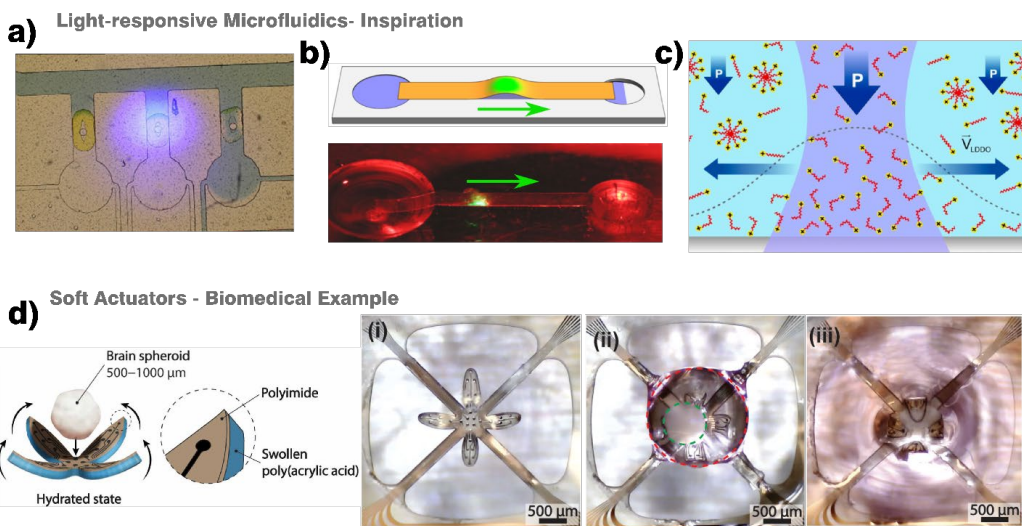 Light-responsive Microfluidics- Inspiration
a)
b)
c)
P
P
P
V LDDO
Soft Actuators - Biomedical Example
d)
Brain spheroid
500–1000 μm
Polyimide
Swollen
poly(acrylic acid)
Hydrated state
(i)
500 μm
(ii)
500 μm
(iii)
500 μm